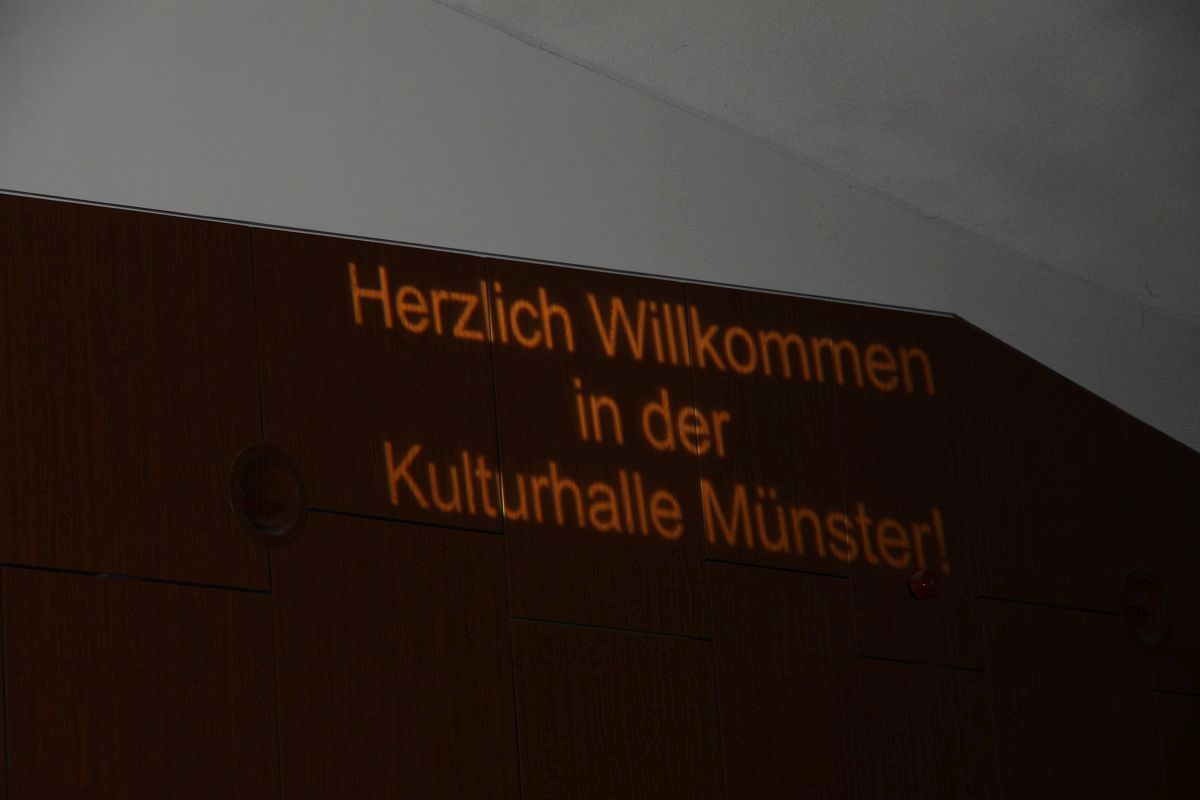 Herzlich Willkommen
in der
Kulturhalle Münster!